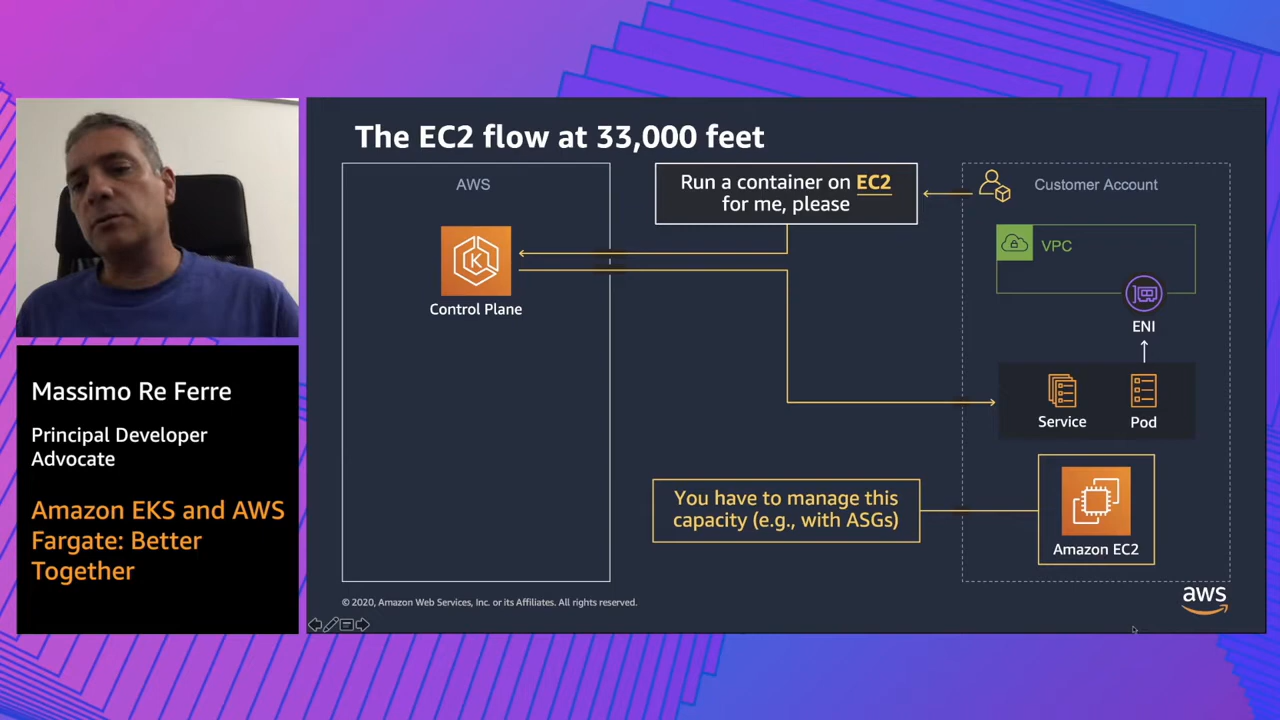 Massimo Re Ferre
Principal Developer
Advocate
Amazon EKS and AWS
Fargate: Better
Together
The EC2 flow at 33,000 feet
AWS
K
Control Plane
Run a container on EC2
for me, please
Customer Account
VPC
ENI
Service
Pod
You have to manage this
capacity (e.g., with ASGs)
Amazon EC2
© 2020, Amazon Web Services, Inc. or its Affiliates. All rights reserved.
aws